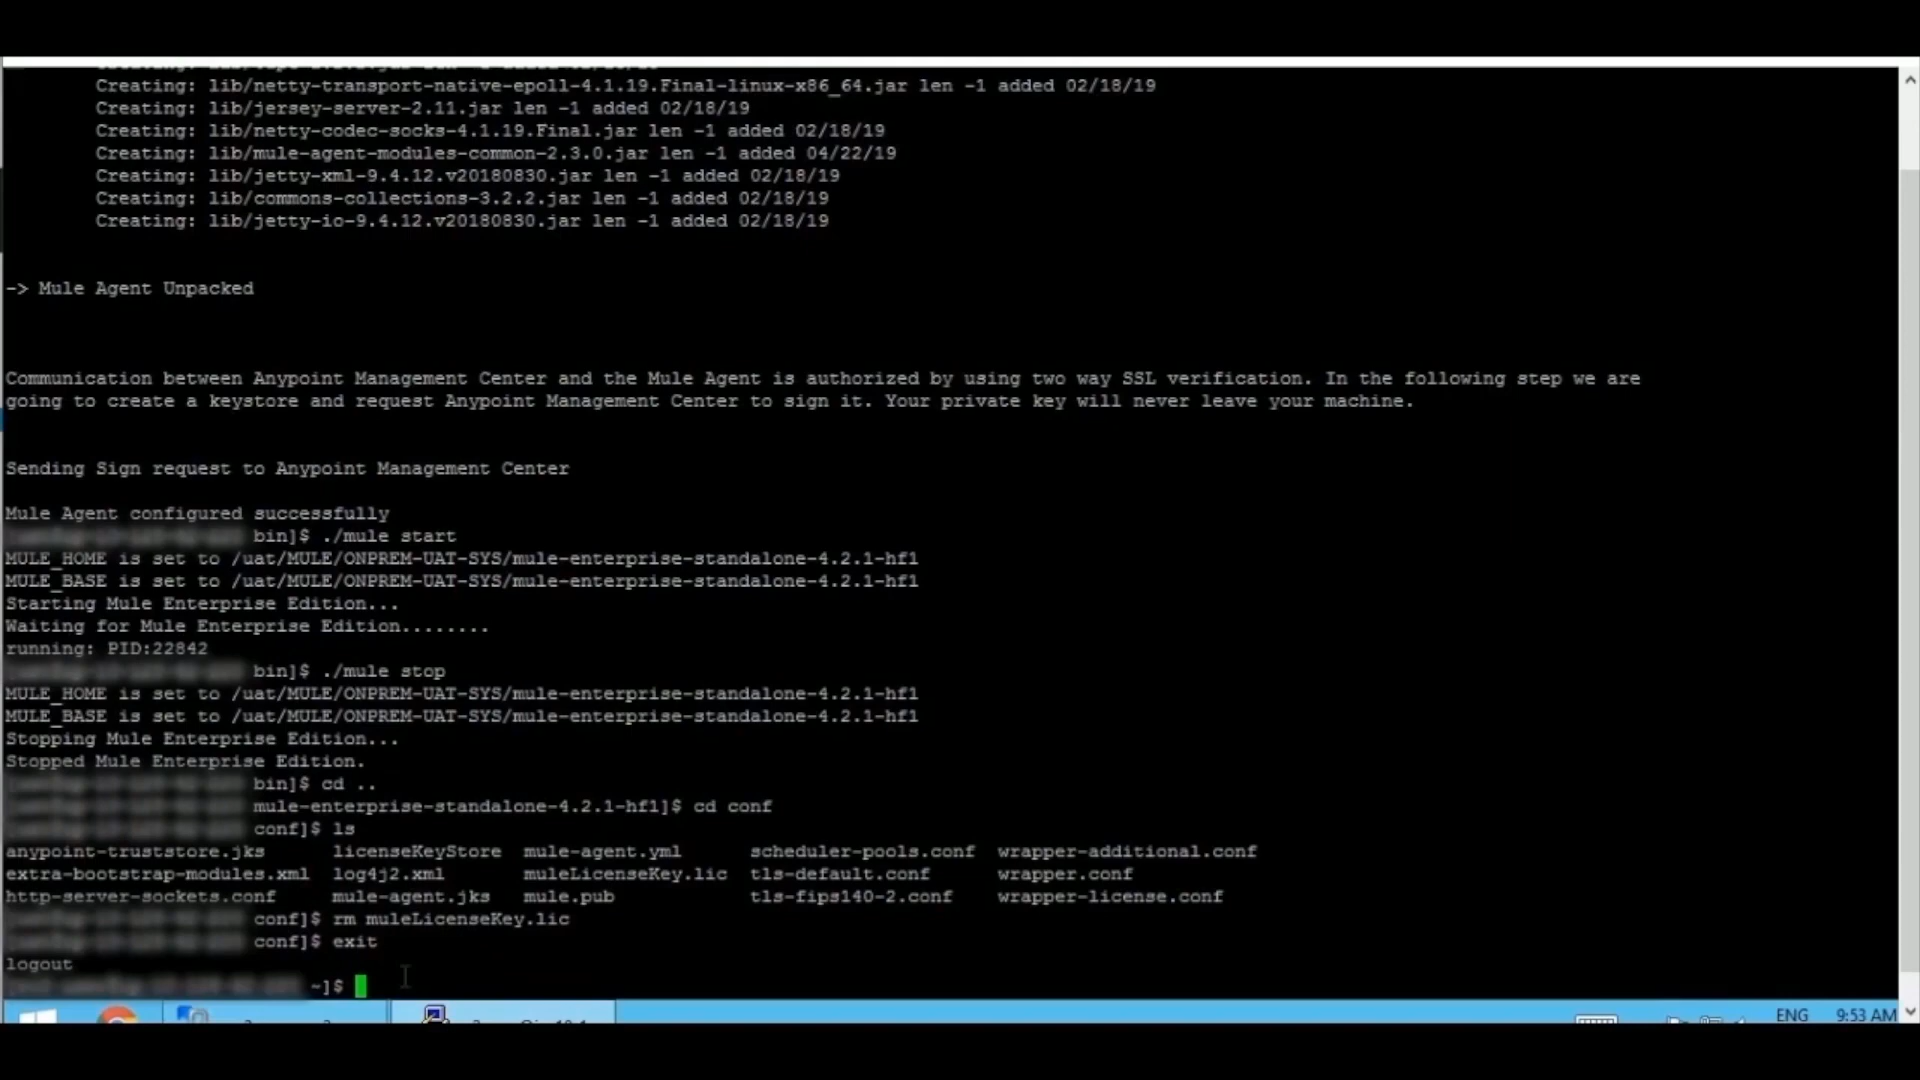 Creating: lib/netty-transport-native-epoll-4.1.19.Final-linux-x86_64.jar len -1 added 02/18/19
Creating: lib/jersey-server-2.11.jar len -1 added 02/18/19
Creating: lib/netty-codec-socks-4.1.19.Final.jar len -1 added 02/18/19
Creating: lib/mule-agent-modules-common-2.3.0.jar len -1 added 04/22/19
Creating: lib/jetty-xml-9.4.12.v20180830.jar len -1 added 02/18/19
Creating: lib/commons-collections-3.2.2.jar len -1 added 02/18/19
Creating: lib/jetty-io-9.4.12.v20180830.jar len -1 added 02/18/19
-> Mule Agent Unpacked
Communication between Anypoint Management Center and the Mule Agent is authorized by using two way SSL verification. In the following step we are
going to create a keystore and request Anypoint Management Center to sign it. Your private key will never leave your machine.
Sending Sign request to Anypoint Management Center
Mule Agent configured successfully
bin]$ ./mule start
MULE_HOME is set to /uat/MULE/ONPREM-UAT-SYS/mule-enterprise-standalone-4.2.1-hf1
MULE_BASE is set to /uat/MULE/ONPREM-UAT-SYS/mule-enterprise-standalone-4.2.1-hf1
Starting Mule Enterprise Edition...
Waiting for Mule Enterprise Edition........
running: PID:22842
bin]$ ./mule stop
MULE_HOME is set to /uat/MULE/ONPREM-UAT-SYS/mule-enterprise-standalone-4.2.1-hf1
MULE_BASE is set to /uat/MULE/ONPREM-UAT-SYS/mule-enterprise-standalone-4.2.1-hf1
Stopping Mule Enterprise Edition...
Stopped Mule Enterprise Edition.
bin]$ cd ..
mule-enterprise-standalone-4.2.1-hf1]$ cd conf
conf]$ ls
anypoint-truststore.jks licenseKeyStore mule-agent.yml scheduler-pools.conf wrapper-additional.conf
extra-bootstrap-modules.xml log4j2.xml muleLicenseKey.lic tls-default.conf wrapper.conf
http-server-sockets.conf mule-agent.jks mule.pub tls-fips140-2.conf wrapper-license.conf
conf]$ rm muleLicenseKey.lic
conf]$ exit
logout
~]$
ENG 9:53 AM